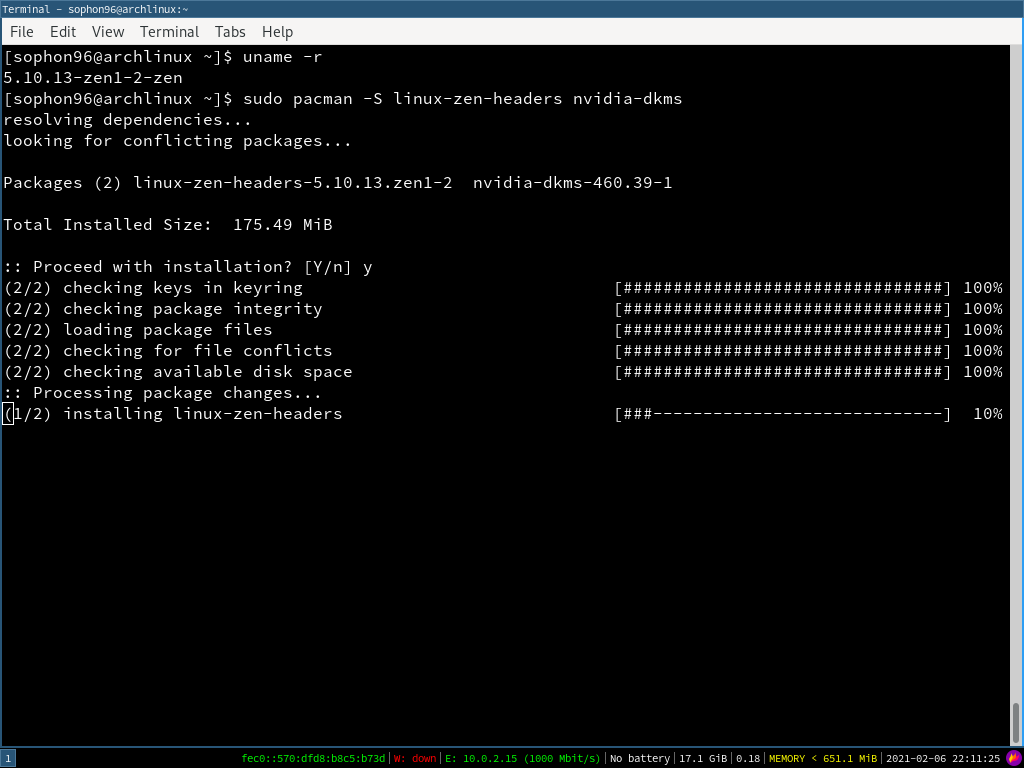 Terminal - sophon96@archlinux:~
File Edit View Terminal Tabs Help
[sophon96@archlinux ~]$ uname -r
5.10.13-zen1-2-zen
[sophon96@archlinux ~]$ sudo pacman -S linux-zen-headers nvidia-dkms
resolving dependencies...
looking for conflicting packages...
Packages (2) linux-zen-headers-5.10.13.zen1-2  nvidia-dkms-460.39-1
Total Installed Size:  175.49 MiB
:: Proceed with installation? [Y/n] y
(2/2) checking keys in keyring [################################] 100%
(2/2) checking package integrity [################################] 100%
(2/2) loading package files [################################] 100%
(2/2) checking for file conflicts [################################] 100%
(2/2) checking available disk space [################################] 100%
:: Processing package changes...
(1/2) installing linux-zen-headers [###-----------------------------] 10%
1 fec0::570:dfd8:b8c5:b73d|W: down|E: 10.0.2.15 (1000 Mbit/s)|No battery|17.1 GiB|0.18|MEMORY < 651.1 MiB|2021-02-06 22:11:25